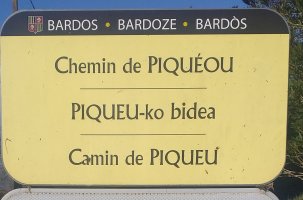 BARDOS • BARDOZE • BARDÒS
Chemin de PIQUÉOU
PIQUEU-ko bidea
Camin de PIQUEU